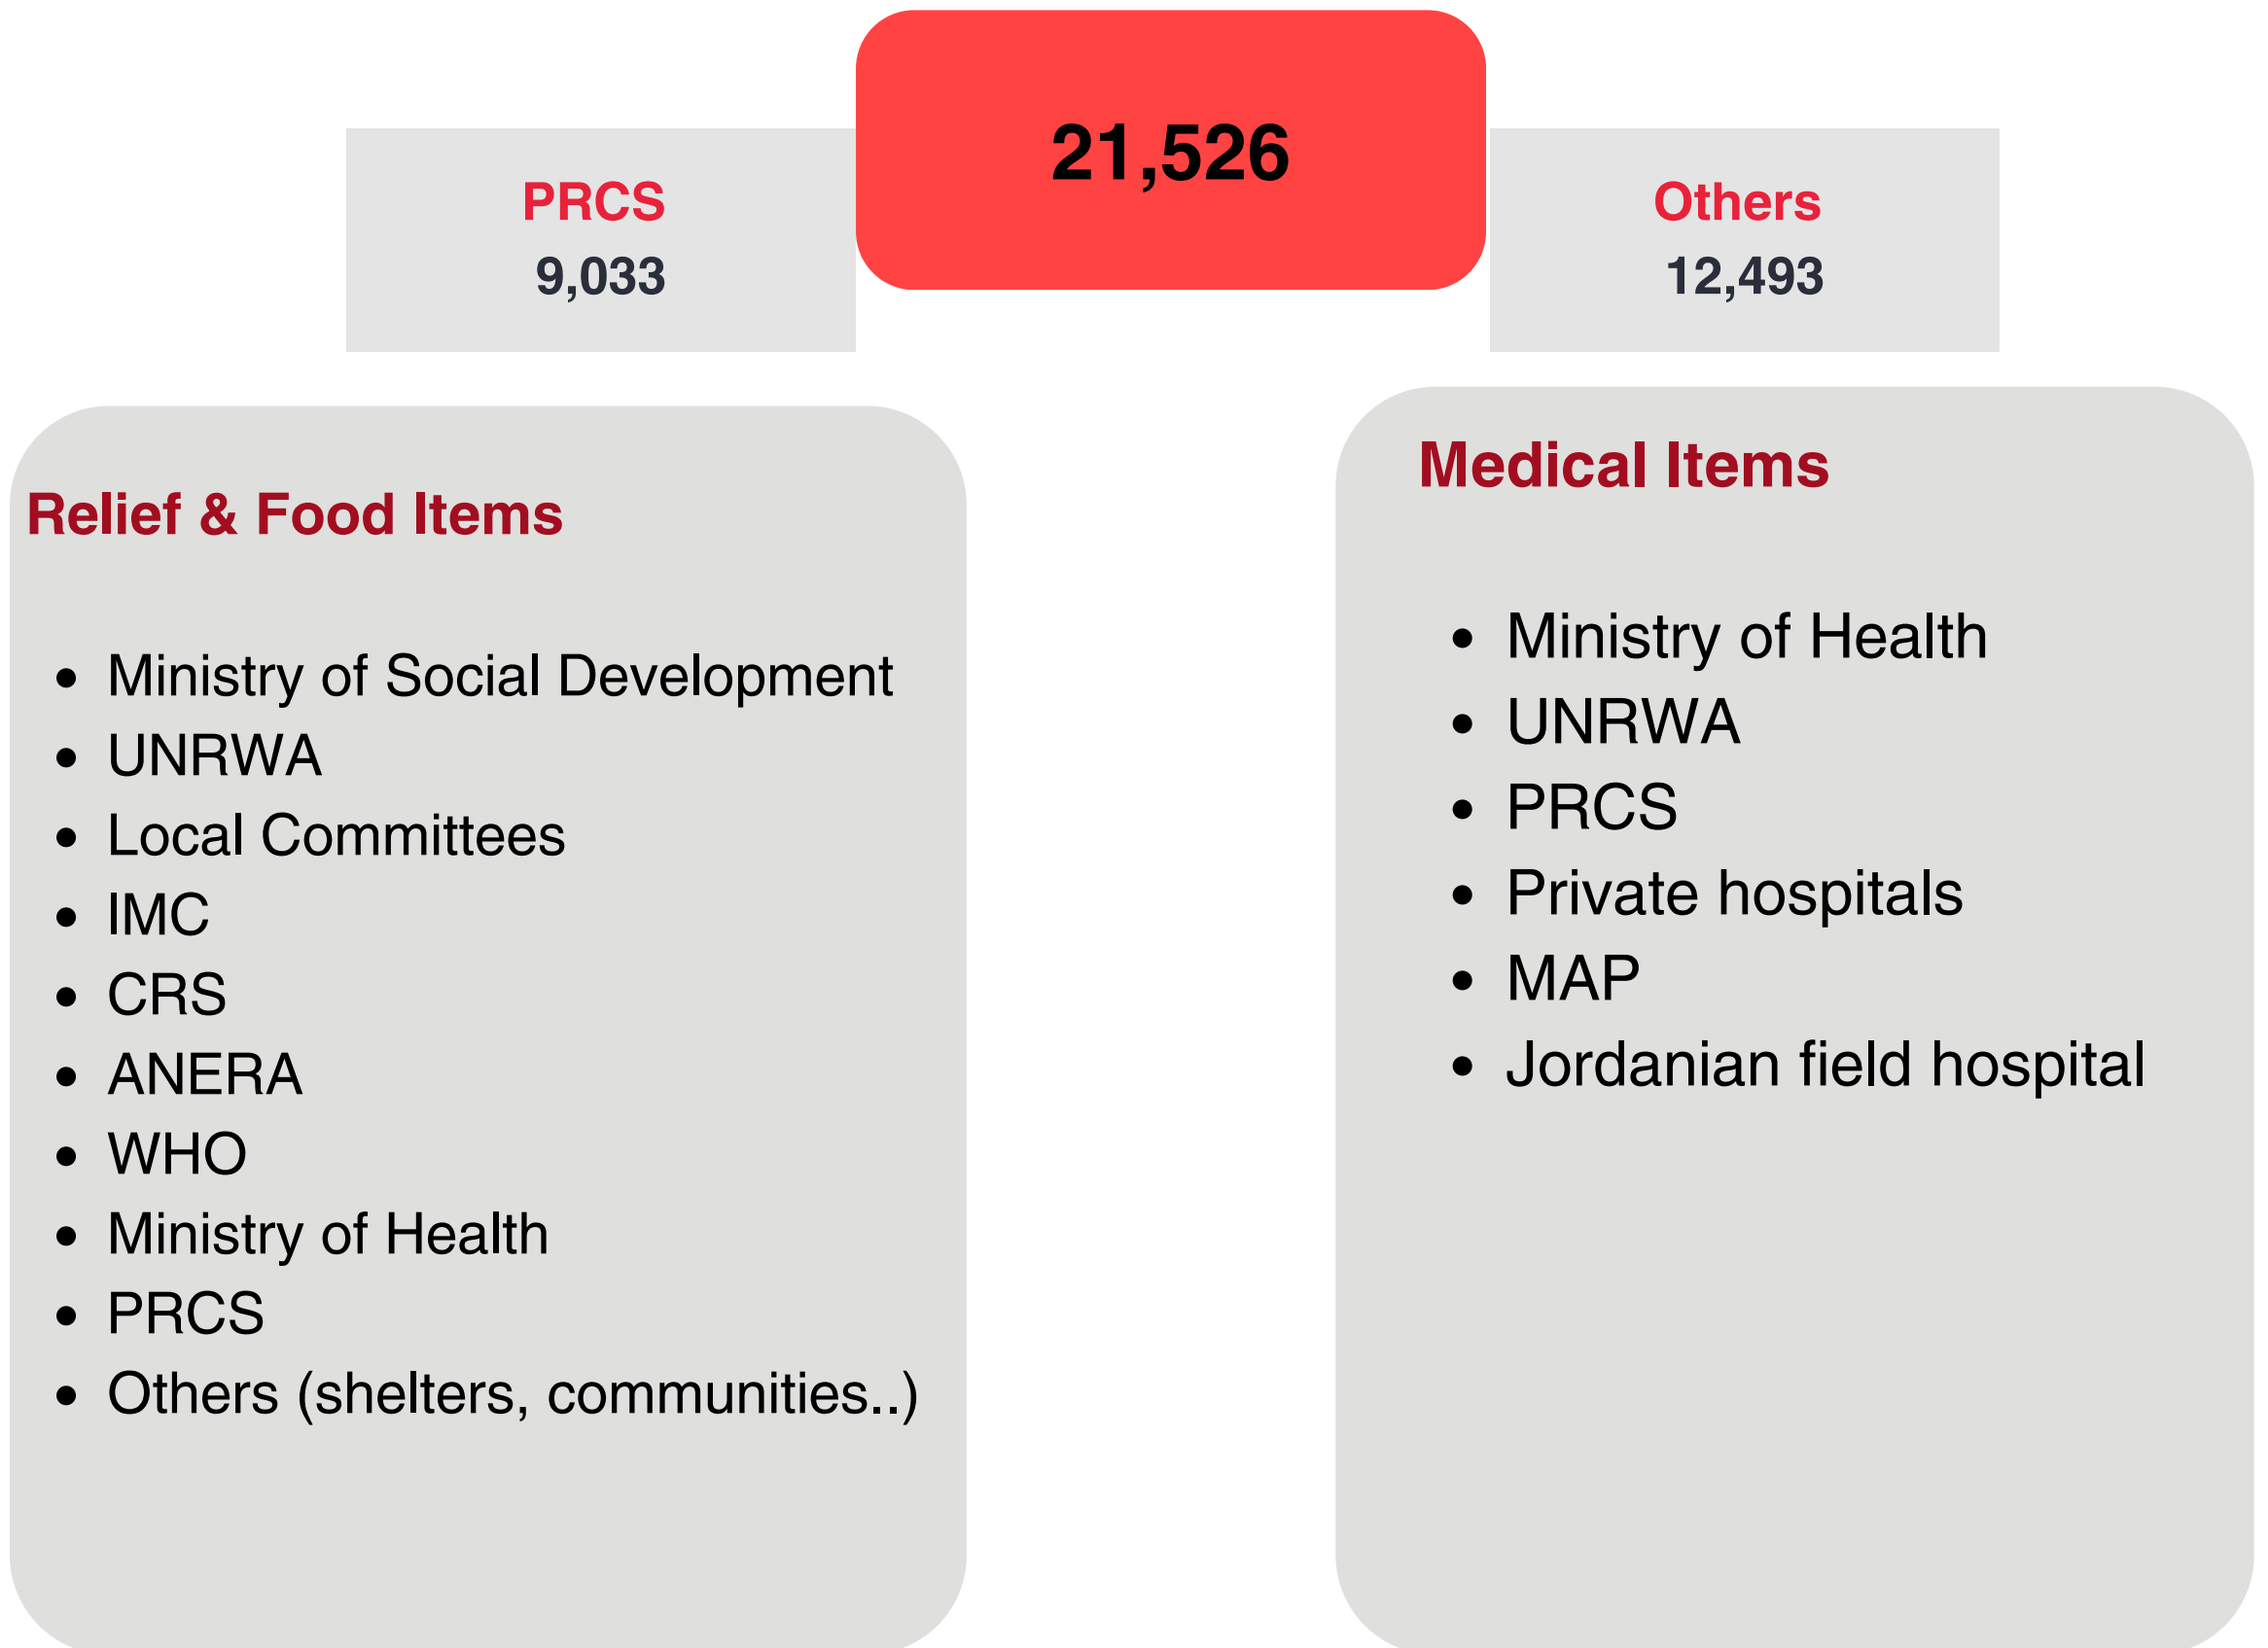 21,526
PRCS
9,033
Others
12,493
Relief & Food Items
• Ministry of Social Development
• UNRWA
• Local Committees
• IMC
• CRS
• ANERA
• WHO
• Ministry of Health
• PRCS
• Others (shelters, communities..)
Medical Items
• Ministry of Health
• UNRWA
• PRCS
• Private hospitals
• MAP
• Jordanian field hospital